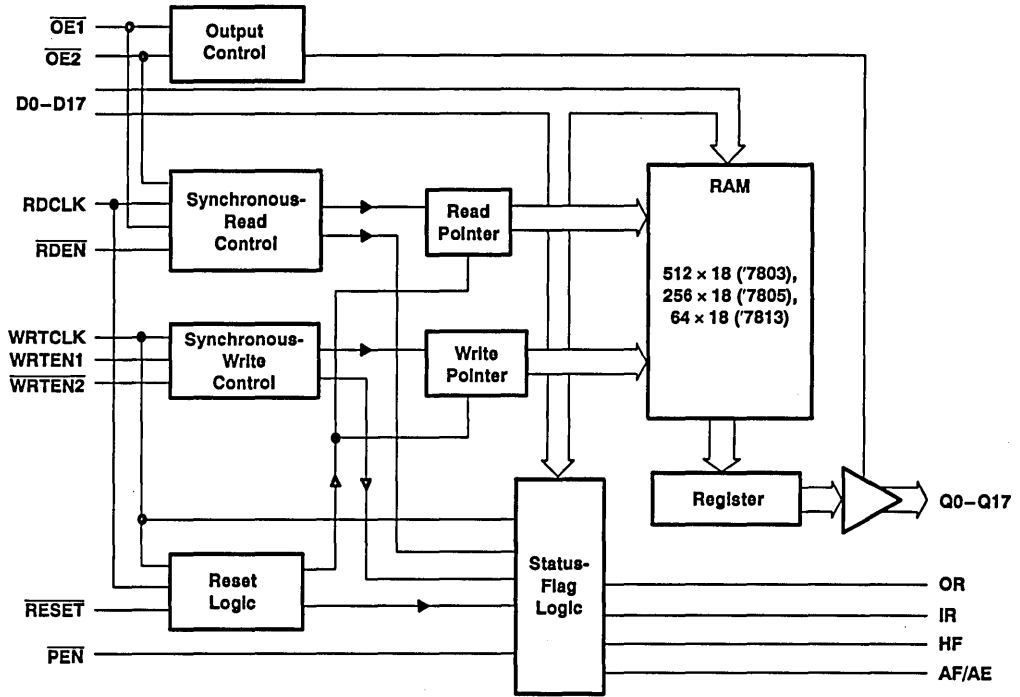 OE1
OE2
D0–D17
RDCLK
RDEN
WRTCLK
WRTEN1
WRTEN2
RESET
PEN
Output
Control
Synchronous-
Read
Control
Read
Pointer
Synchronous-
Write
Control
Write
Pointer
RAM
512 × 18 ('7803),
256 × 18 ('7805),
64 × 18 ('7813)
Register
Q0–Q17
Reset
Logic
Status-
Flag
Logic
OR
IR
HF
AF/AE